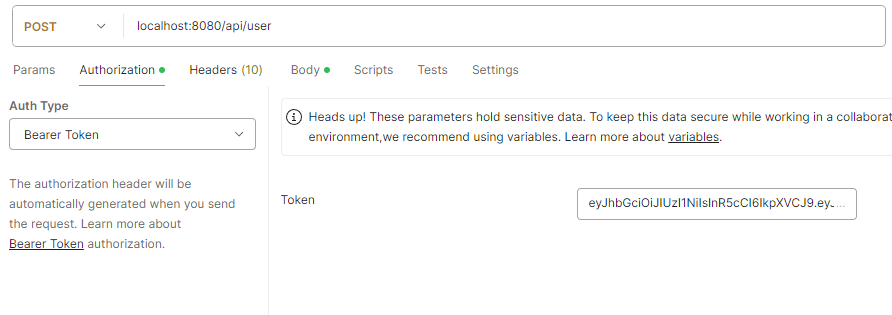 POST localhost:8080/api/user
Params Authorization Headers (10) Body Scripts Tests Settings
Auth Type
Bearer Token
The authorization header will be
automatically generated when you send
the request. Learn more about
Bearer Token authorization.
Heads up! These parameters hold sensitive data. To keep this data secure while working in a collaborat
environment,we recommend using variables. Learn more about variables.
Token eyJhbGciOiJIUzI1NiIsInR5cCI6IkpXVCJ9.eyJ...